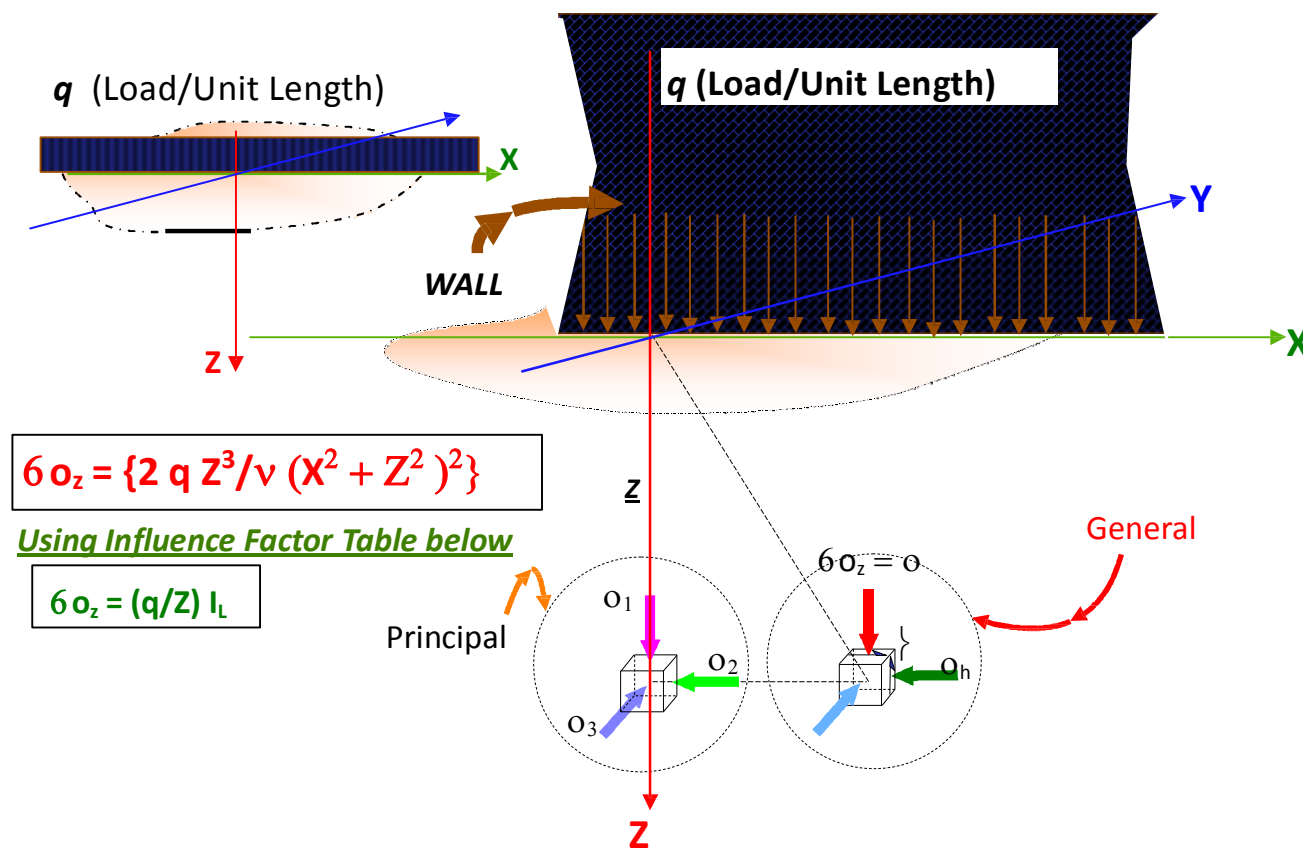 q (Load/Unit Length)
q (Load/Unit Length)
X
Y
WALL
Z
X
6 oz = {2 q Z³/ν (X² + Z² )²}
Z
Using Influence Factor Table below
General
6 oz = o
6 oz = (q/Z) IL
o1
Principal
}
o2
oh
o3
Z